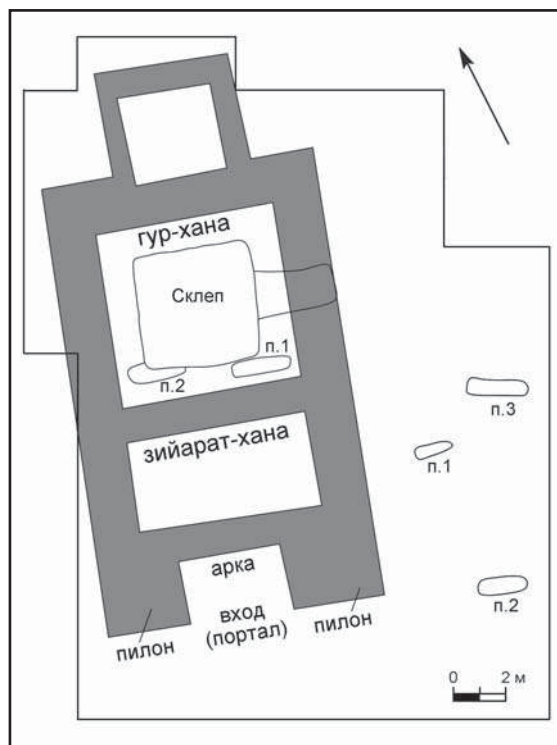 гур-хана
Склеп
п.1
п.2
п.3
зийарат-хана
п.1
арка
п.2
вход
(портал)
пилон
пилон
0 2 м